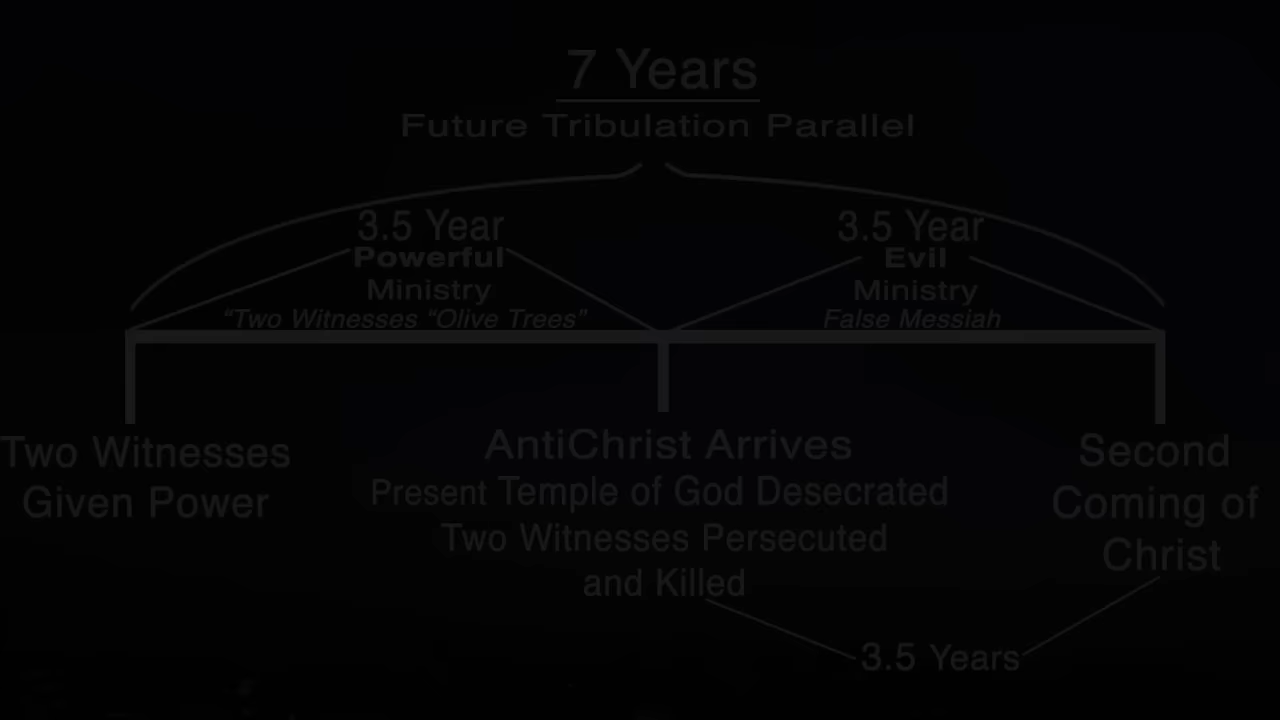 7 Years
Future Tribulation Parallel
3.5 Year
Powerful
Ministry
“Two Witnesses “Olive Trees”
3.5 Year
Evil
Ministry
False Messiah
Two Witnesses
Given Power
AntiChrist Arrives
Present Temple of God Desecrated
Two Witnesses Persecuted
and Killed
Second
Coming of
Christ
3.5 Years